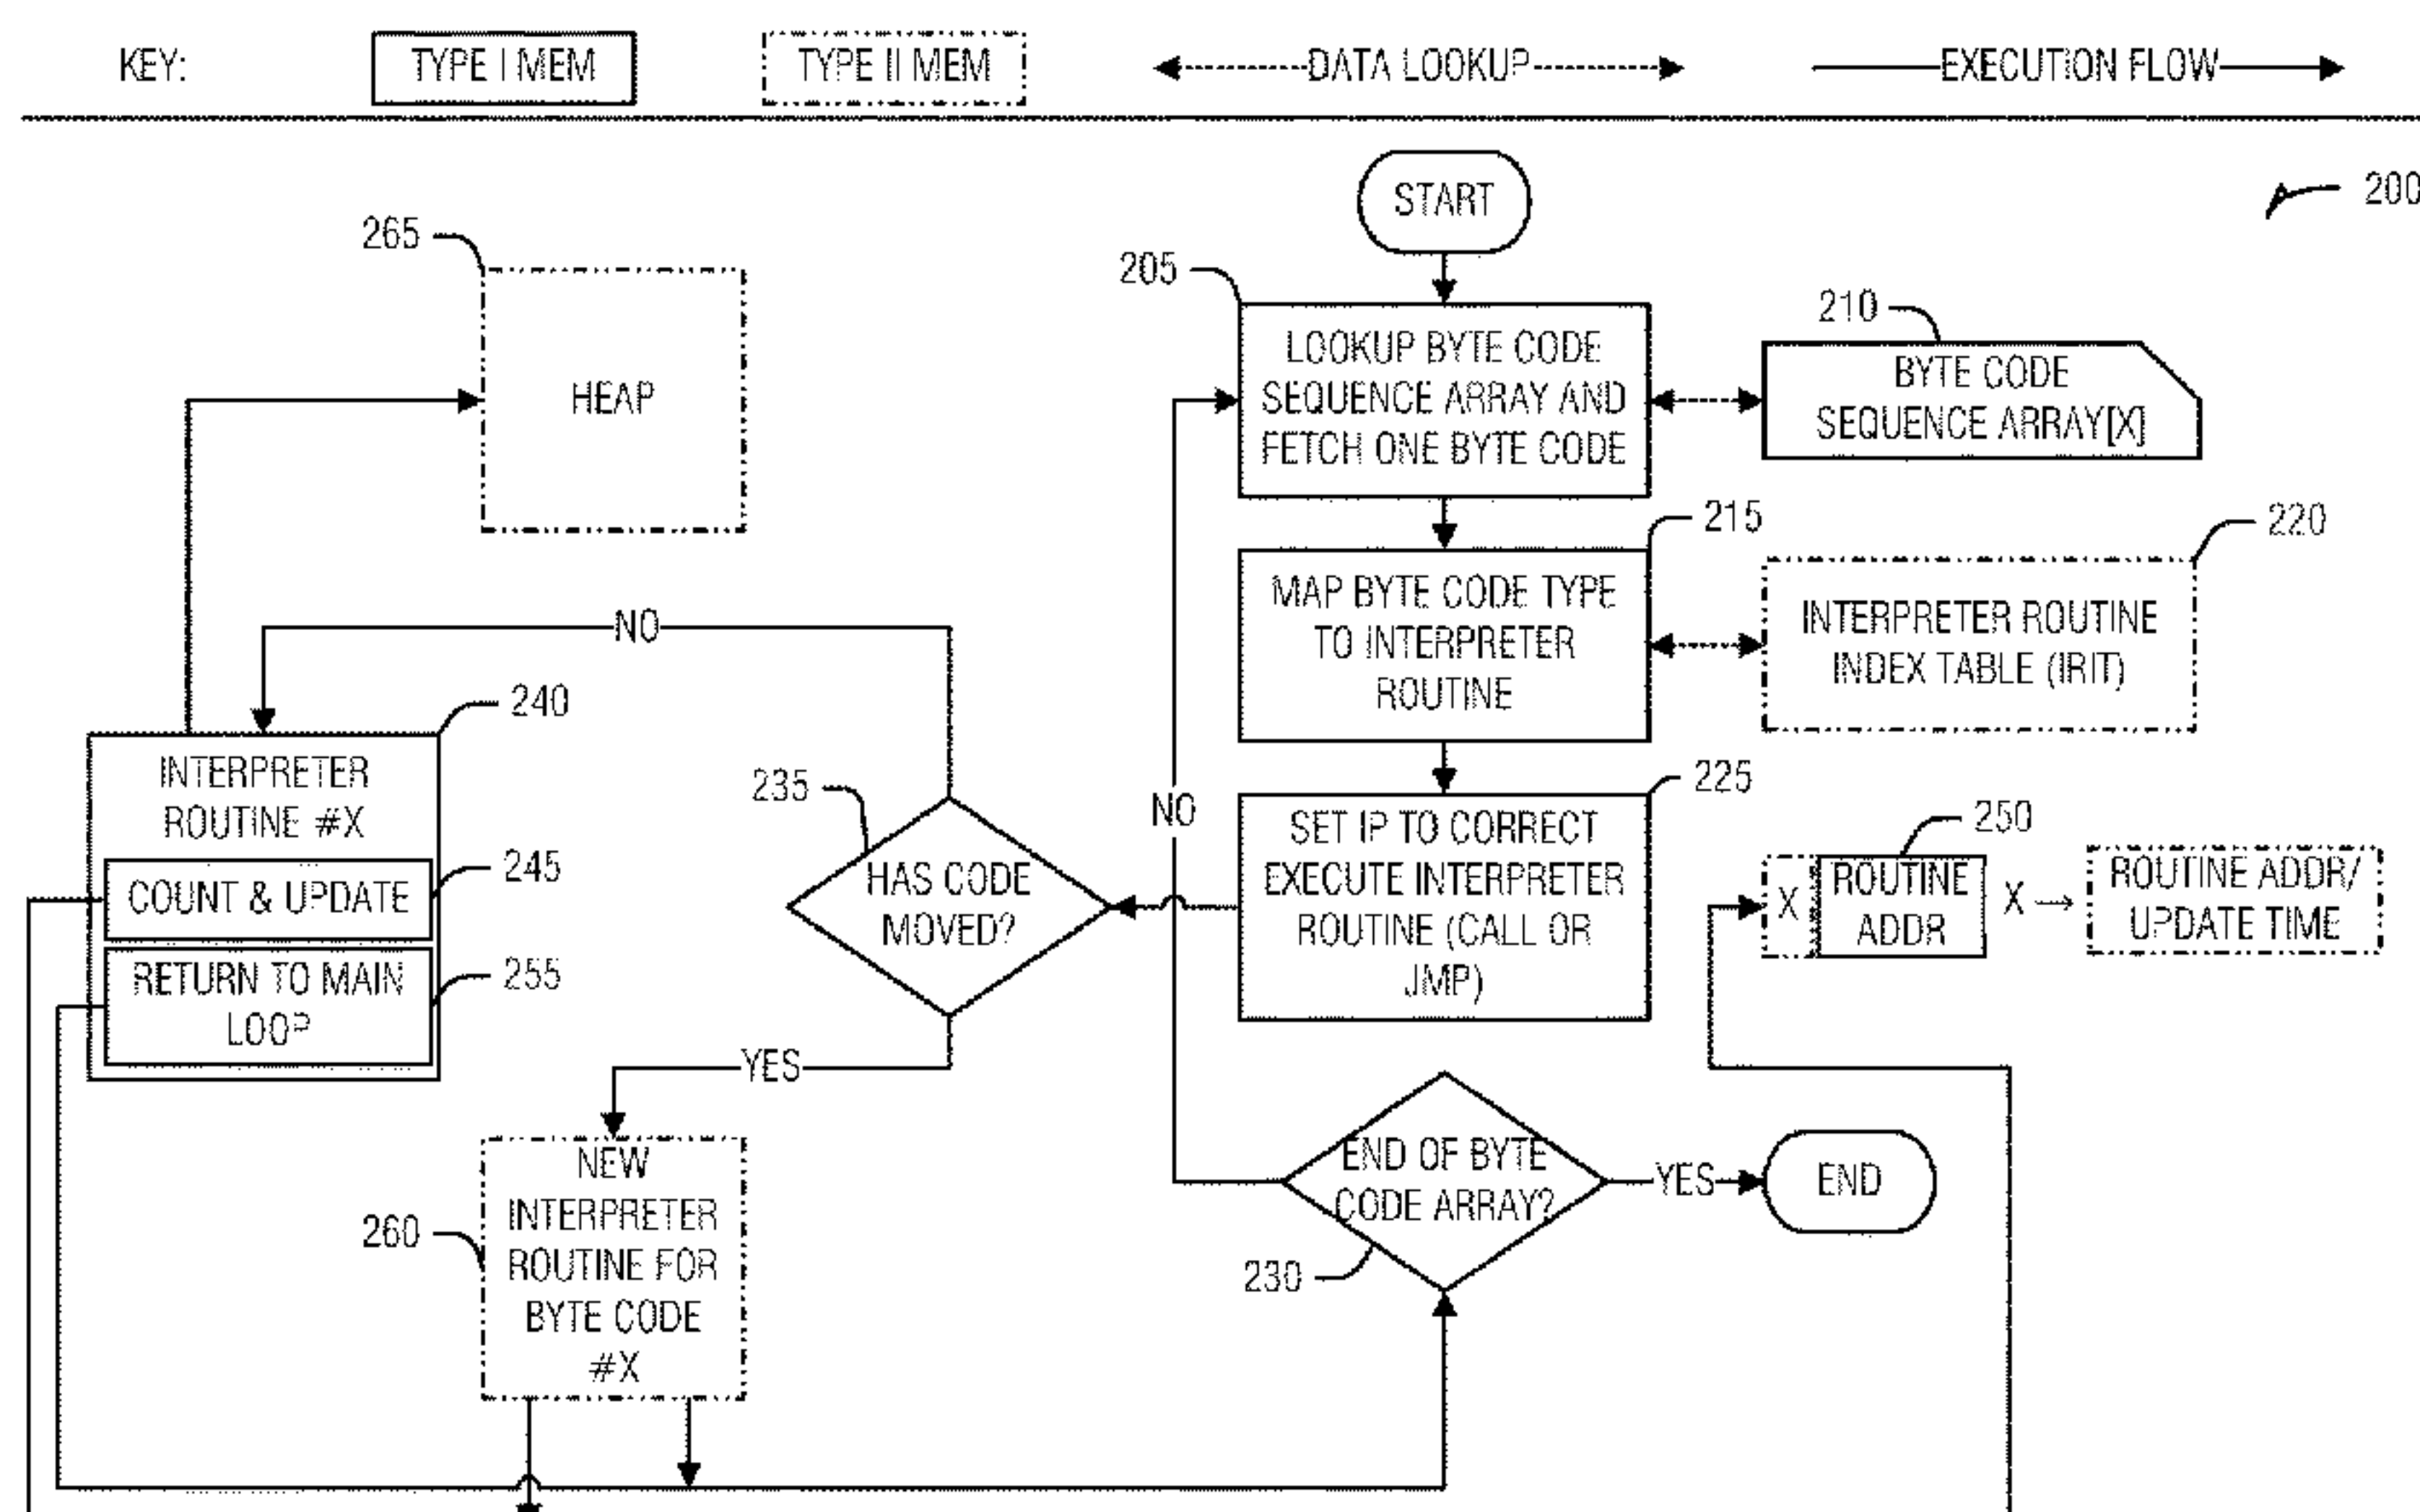 KEY:
TYPE I MEM
TYPE II MEM
DATA LOOKUP
EXECUTION FLOW
START
200
265
205
210
HEAP
LOOKUP BYTE CODE
SEQUENCE ARRAY AND
FETCH ONE BYTE CODE
BYTE CODE
SEQUENCE ARRAY[X]
215
220
MAP BYTE CODE TYPE
TO INTERPRETER
ROUTINE
INTERPRETER ROUTINE
INDEX TABLE (IRIT)
NO
240
INTERPRETER
ROUTINE #X
245
COUNT & UPDATE
255
RETURN TO MAIN
LOOP
235
HAS CODE
MOVED?
NO
225
SET IP TO CORRECT
EXECUTE INTERPRETER
ROUTINE (CALL OR
JMP)
250
X
ROUTINE
ADDR
X →
ROUTINE ADDR/
UPDATE TIME
YES
260
NEW
INTERPRETER
ROUTINE FOR
BYTE CODE
#X
END OF BYTE
CODE ARRAY?
230
YES
END